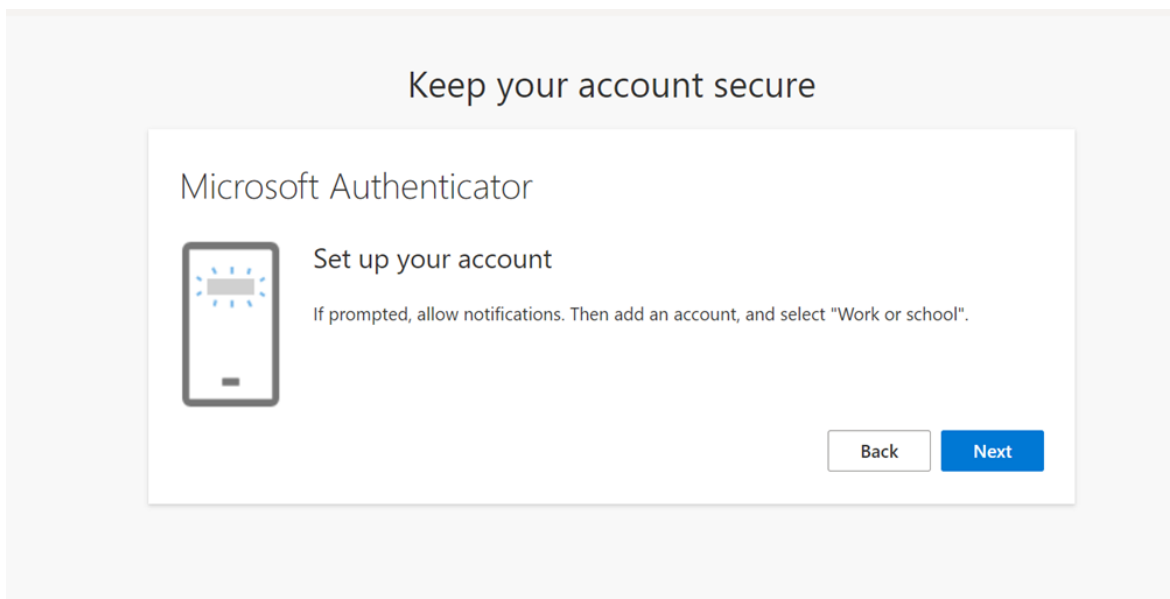 Keep your account secure
Microsoft Authenticator
Set up your account
If prompted, allow notifications. Then add an account, and select "Work or school".
Back
Next